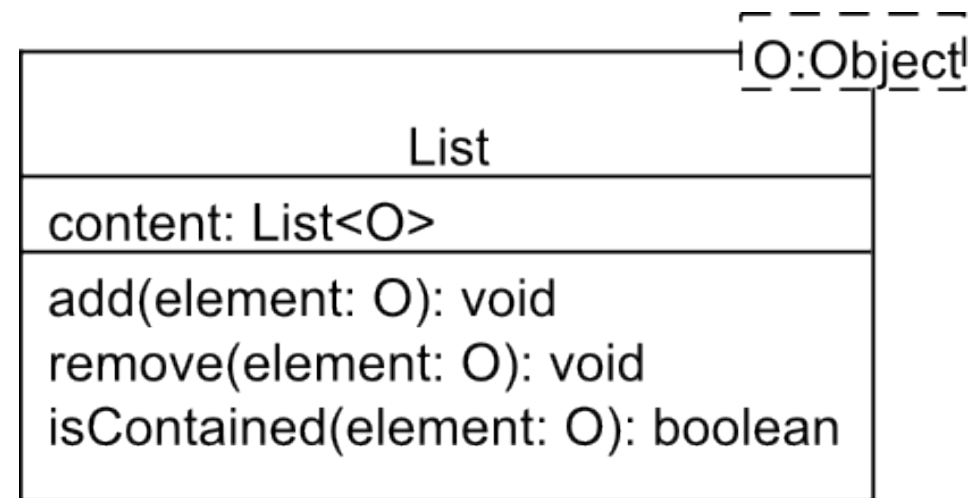 O:Object
List
content: List<O>
add(element: O): void
remove(element: O): void
isContained(element: O): boolean